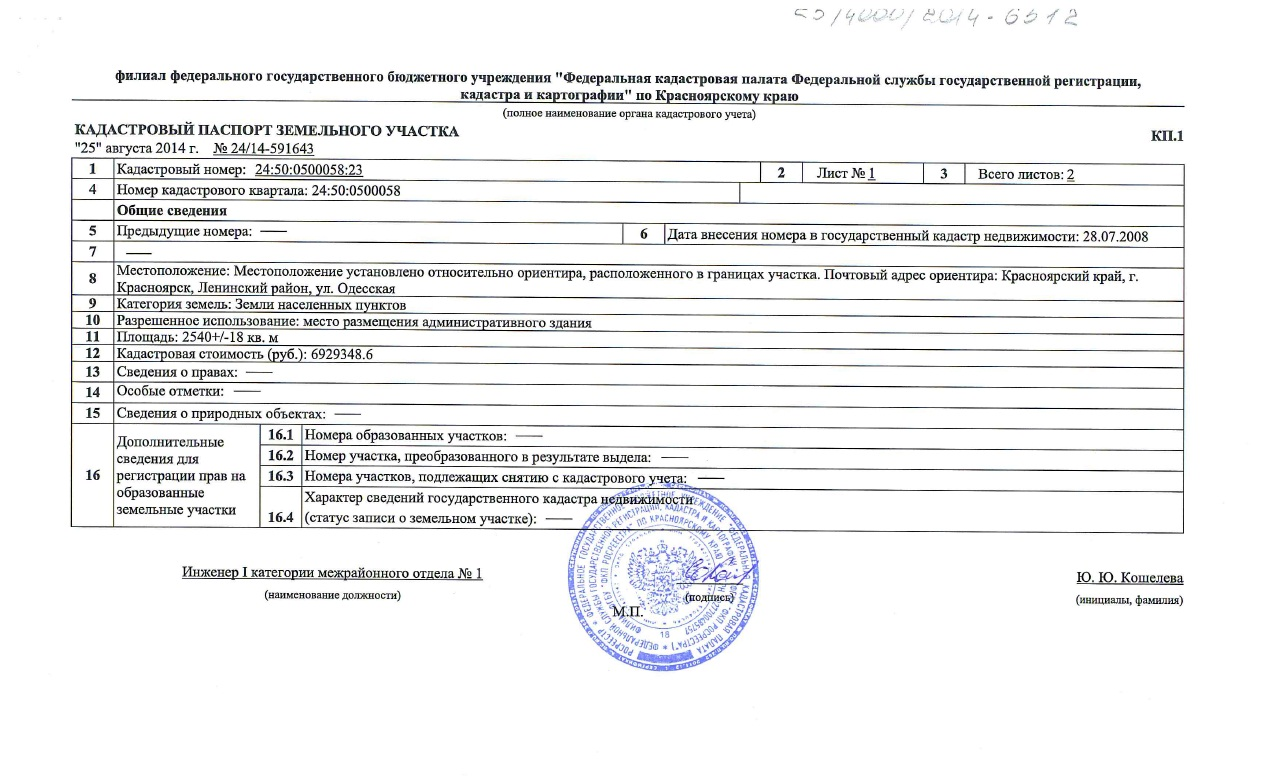 филиал федерального государственного бюджетного учреждения "Федеральная кадастровая палата Федеральной службы государственной регистрации,
кадастра и картографии" по Красноярскому краю
(полное наименование органа кадастрового учета)
КАДАСТРОВЫЙ ПАСПОРТ ЗЕМЕЛЬНОГО УЧАСТКА КП.1
"25" августа 2014 г. № 24/14-591643
1 Кадастровый номер: 24:50:0500058:23 2 Лист № 1 3 Всего листов: 2
4 Номер кадастрового квартала: 24:50:0500058
Общие сведения
5 Предыдущие номера: —— 6 Дата внесения номера в государственный кадастр недвижимости: 28.07.2008
7 ——
8 Местоположение: Местоположение установлено относительно ориентира, расположенного в границах участка. Почтовый адрес ориентира: Красноярский край, г.
Красноярск, Ленинский район, ул. Одесская
9 Категория земель: Земли населенных пунктов
10 Разрешенное использование: место размещения административного здания
11 Площадь: 2540+/-18 кв. м
12 Кадастровая стоимость (руб.): 6929348.6
13 Сведения о правах: ——
14 Особые отметки: ——
15 Сведения о природных объектах: ——
16 Дополнительные
сведения для
регистрации прав на
образованные
земельные участки
16.1 Номера образованных участков: ——
16.2 Номер участка, преобразованного в результате выдела: ——
16.3 Номера участков, подлежащих снятию с кадастрового учета: ——
16.4 Характер сведений государственного кадастра недвижимости
(статус записи о земельном участке): ——
Инженер I категории межрайонного отдела № 1
(наименование должности)
М.П.
(подпись)
Ю. Ю. Кошелева
(инициалы, фамилия)